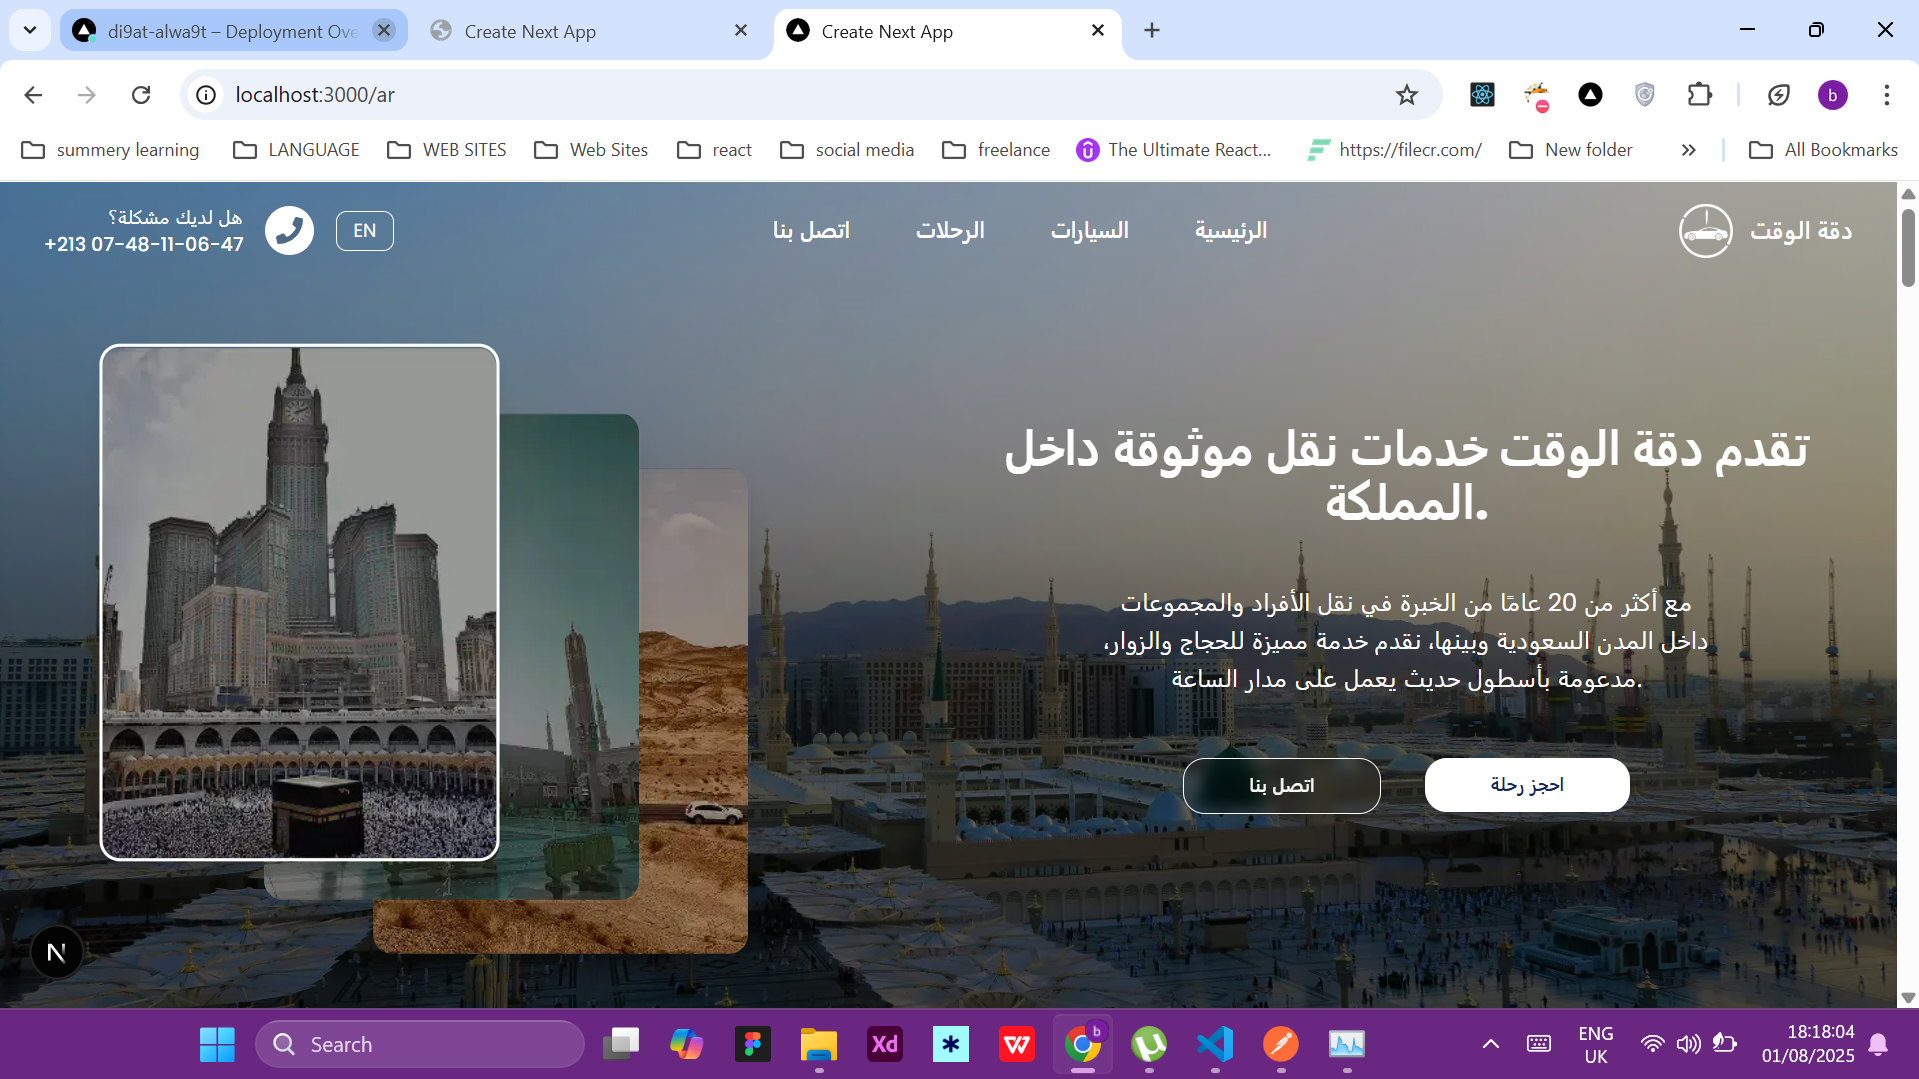 di9at-alwa9t – Deployment Ove
Create Next App
Create Next App
localhost:3000/ar
b
summery learning
LANGUAGE
WEB SITES
Web Sites
react
social media
freelance
The Ultimate React...
https://filecr.com/
New folder
All Bookmarks
دقة الوقت
الرئيسية
السيارات
الرحلات
اتصل بنا
EN
هل لديك مشكلة؟
+213 07-48-11-06-47
تقدم دقة الوقت خدمات نقل موثوقة داخل
المملكة.
مع أكثر من 20 عامًا من الخبرة في نقل الأفراد والمجموعات
داخل المدن السعودية وبينها، نقدم خدمة مميزة للحجاج والزوار،
مدعومة بأسطول حديث يعمل على مدار الساعة.
احجز رحلة
اتصل بنا
N
Search
Xd
b
ENG
UK
18:18:04
01/08/2025